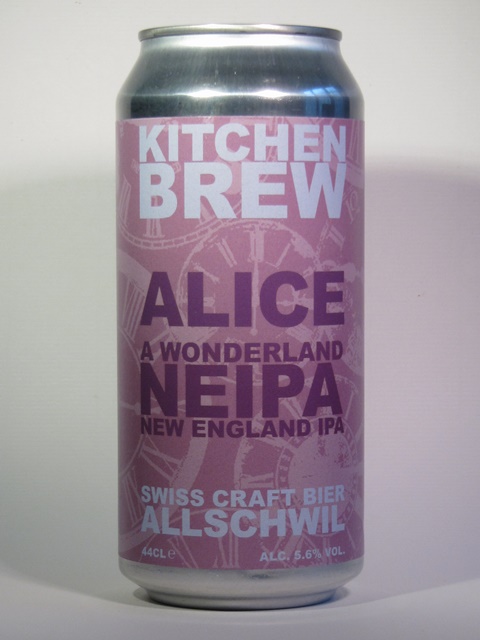 KITCHEN
BREW
ALICE
A WONDERLAND
NEIPA
NEW ENGLAND IPA
SWISS CRAFT BIER
ALLSCHWIL
44CL℮ ALC. 5.6% VOL.